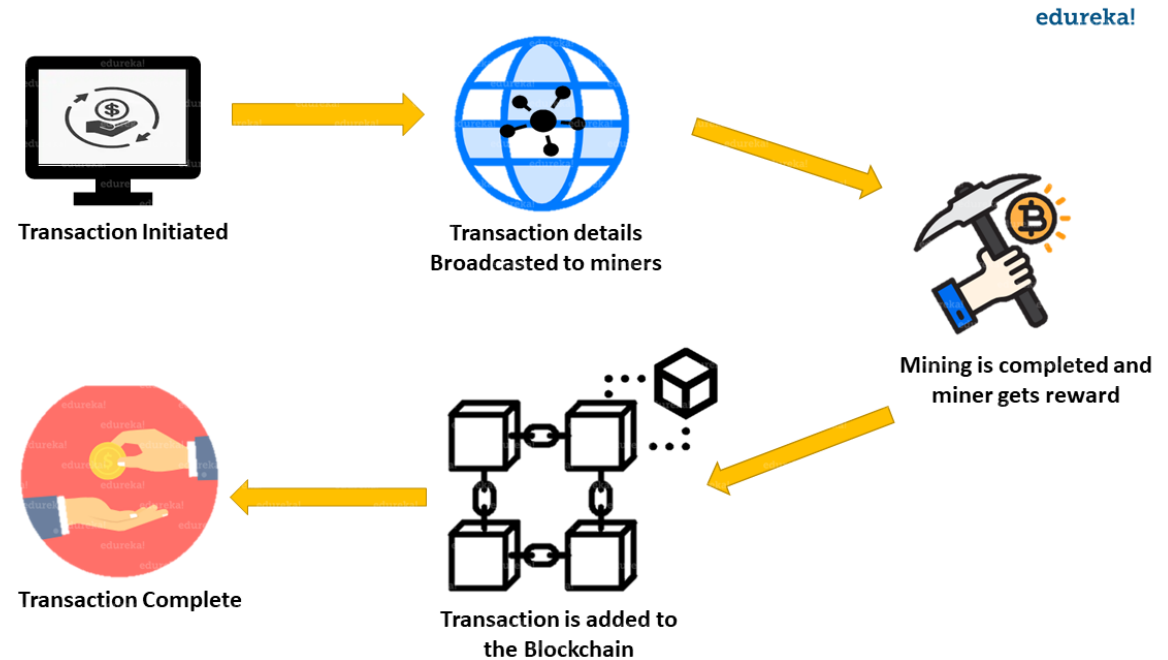 edureka!
Transaction Initiated
Transaction details
Broadcasted to miners
Mining is completed and
miner gets reward
Transaction is added to
the Blockchain
Transaction Complete